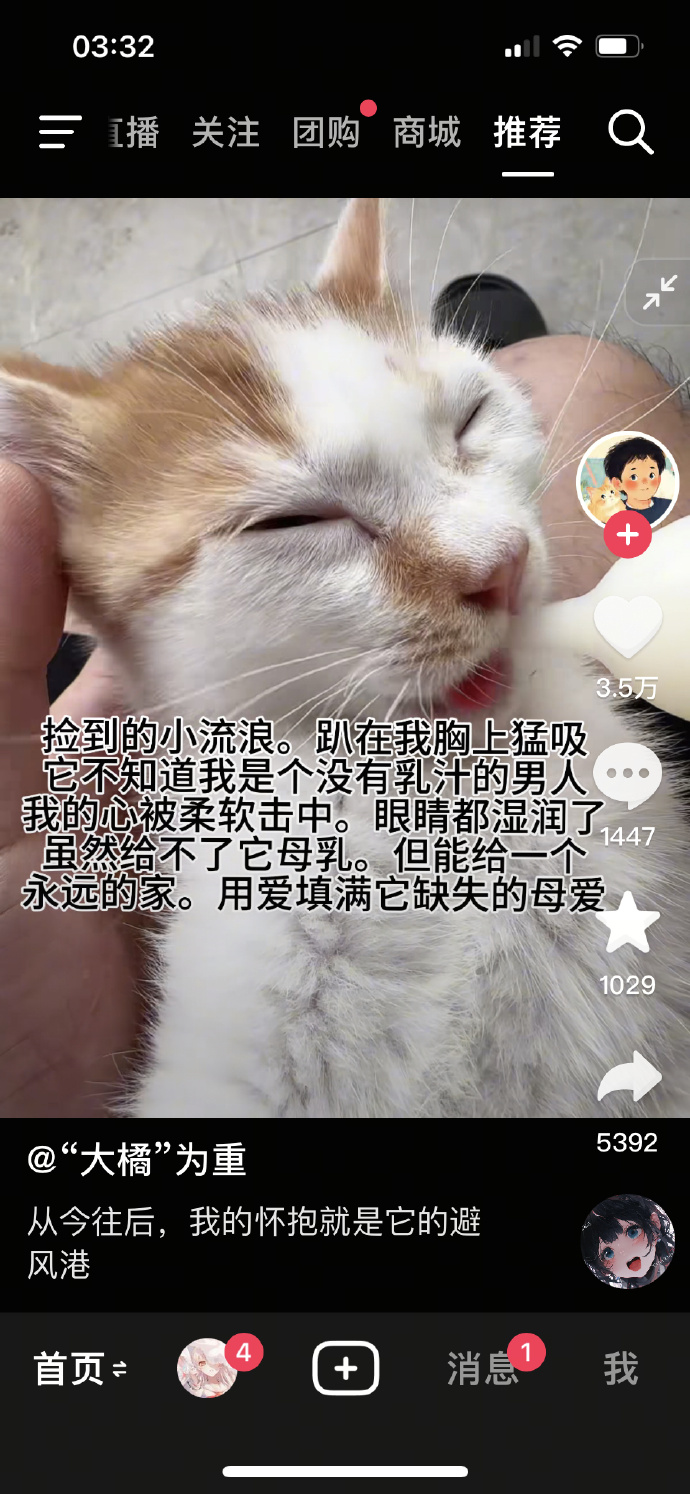 03:32
直播 关注 团购 商城 推荐
捡到的小流浪。趴在我胸上猛吸
它不知道我是个没有乳汁的男人
我的心被柔软击中。眼睛都湿润了
虽然给不了它母乳。但能给一个
永远的家。用爱填满它缺失的母爱
3.5万
1447
1029
5392
@“大橘”为重
从今往后，我的怀抱就是它的避
风港
首页 4 消息 1 我